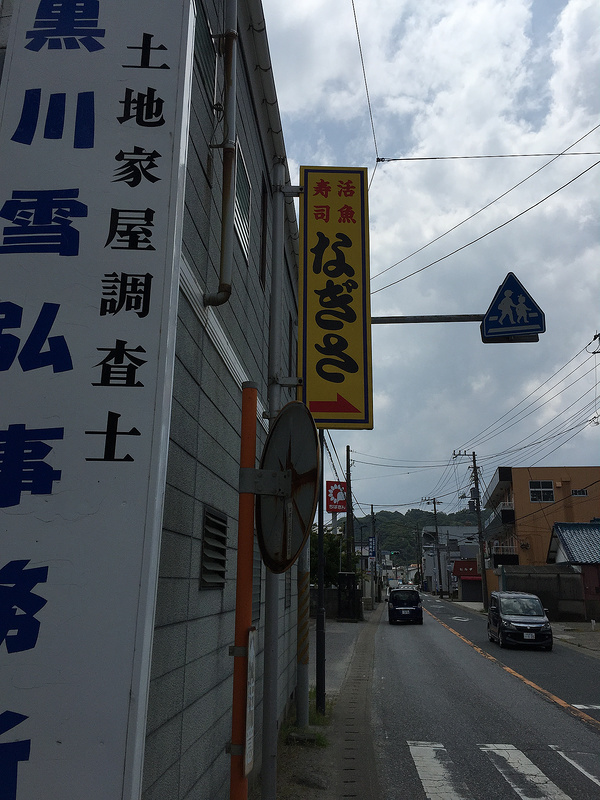 土地家屋調査士
黒川雪弘事務所
活魚
寿司
なぎさ